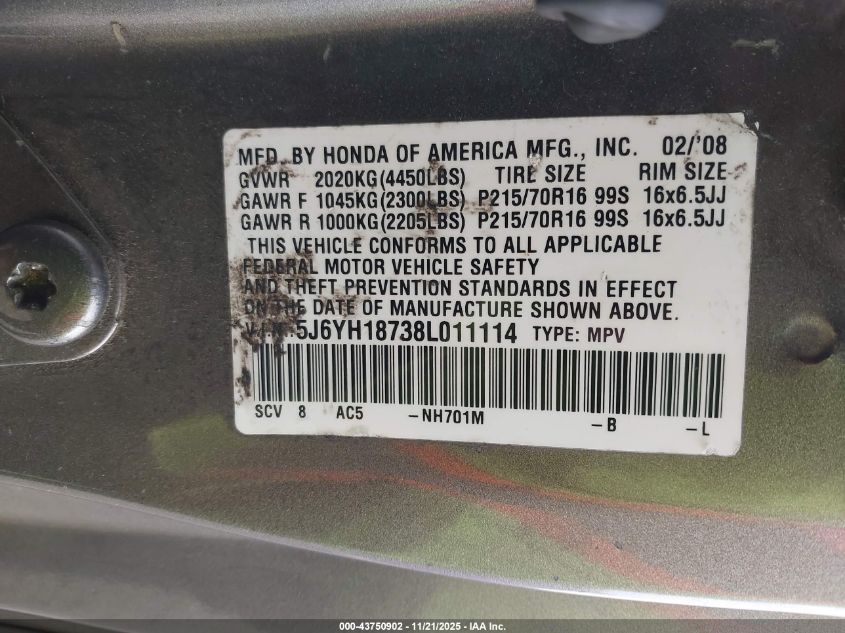 MFD. BY HONDA OF AMERICA MFG., INC. 02/'08
GVWR 2020KG(4450LBS) TIRE SIZE RIM SIZE
GAWR F 1045KG(2300LBS) P215/70R16 99S 16x6.5JJ
GAWR R 1000KG(2205LBS) P215/70R16 99S 16x6.5JJ
THIS VEHICLE CONFORMS TO ALL APPLICABLE
FEDERAL MOTOR VEHICLE SAFETY
AND THEFT PREVENTION STANDARDS IN EFFECT
ON THE DATE OF MANUFACTURE SHOWN ABOVE.
V.I.N. 5J6YH18738L011114 TYPE: MPV
SCV 8 AC5 -NH701M -B -L
000-43750902 - 11/21/2025 - IAA Inc.